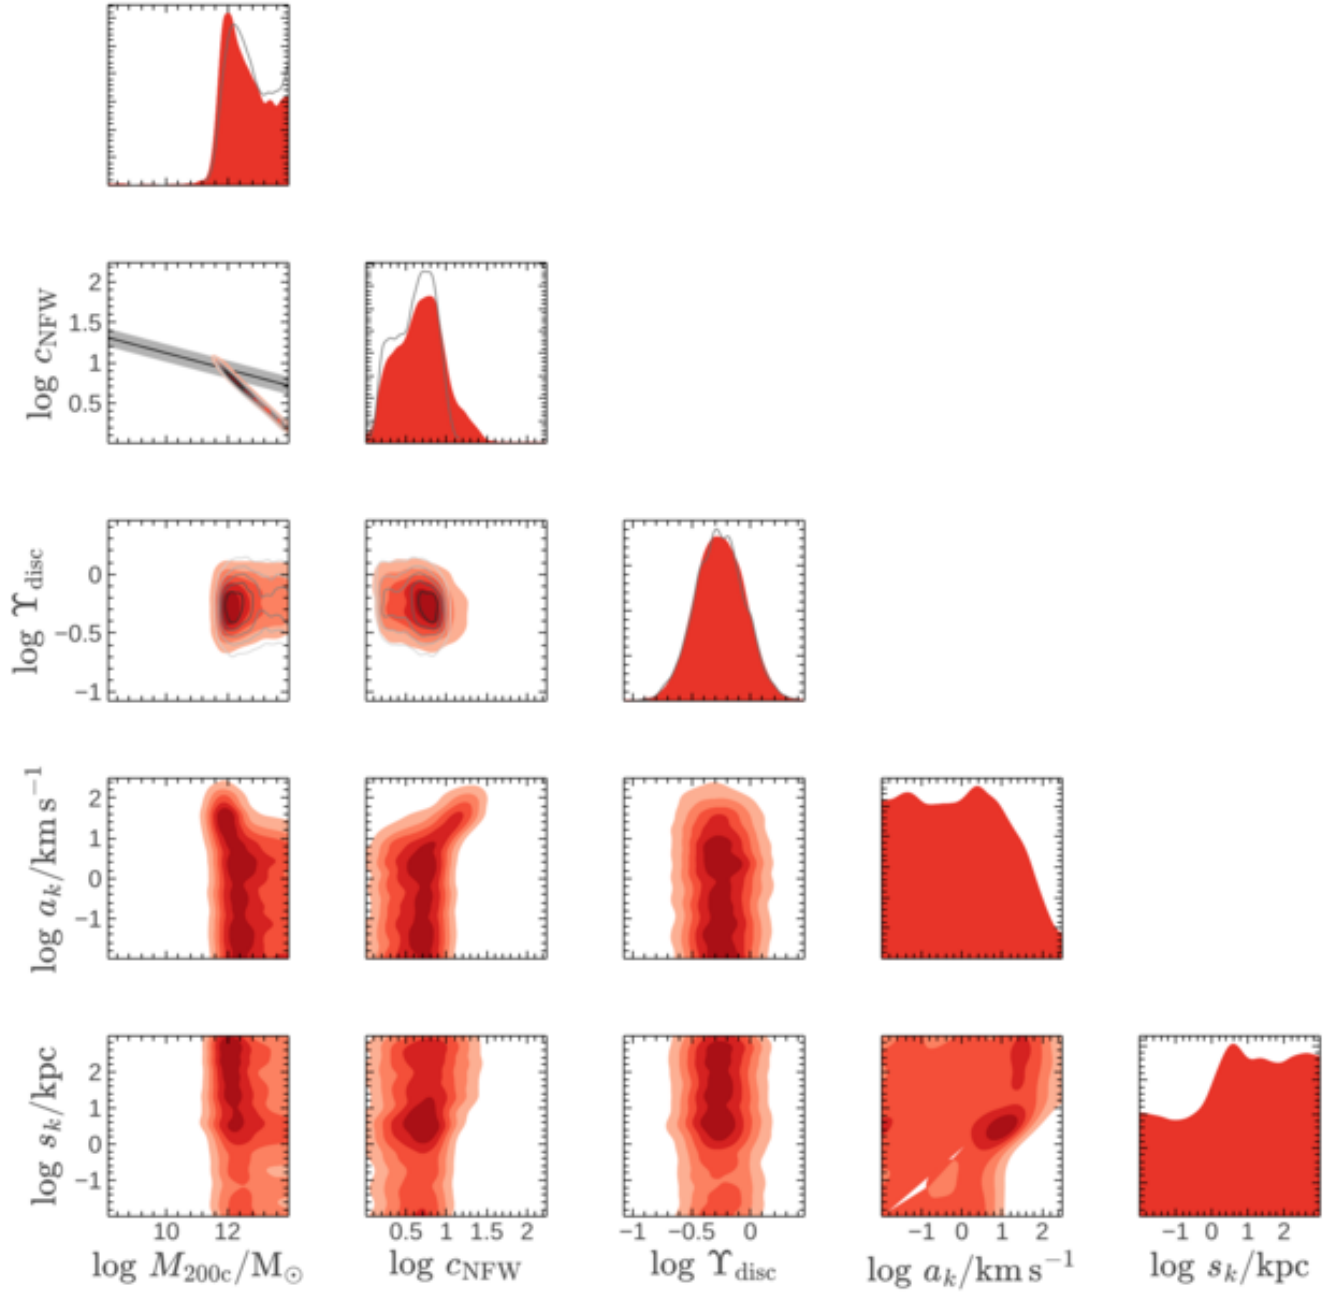 2
1.5
1
0.5
log c_NFW
0
−0.5
−1
log ϒ_disc
2
1
0
−1
log a_k/km s⁻¹
2
1
0
−1
log s_k/kpc
10 12
0.5 1 1.5 2
−1 −0.5 0
−1 0 1 2
−1 0 1 2
log M_200c/M_⊙
log c_NFW
log ϒ_disc
log a_k/km s⁻¹
log s_k/kpc